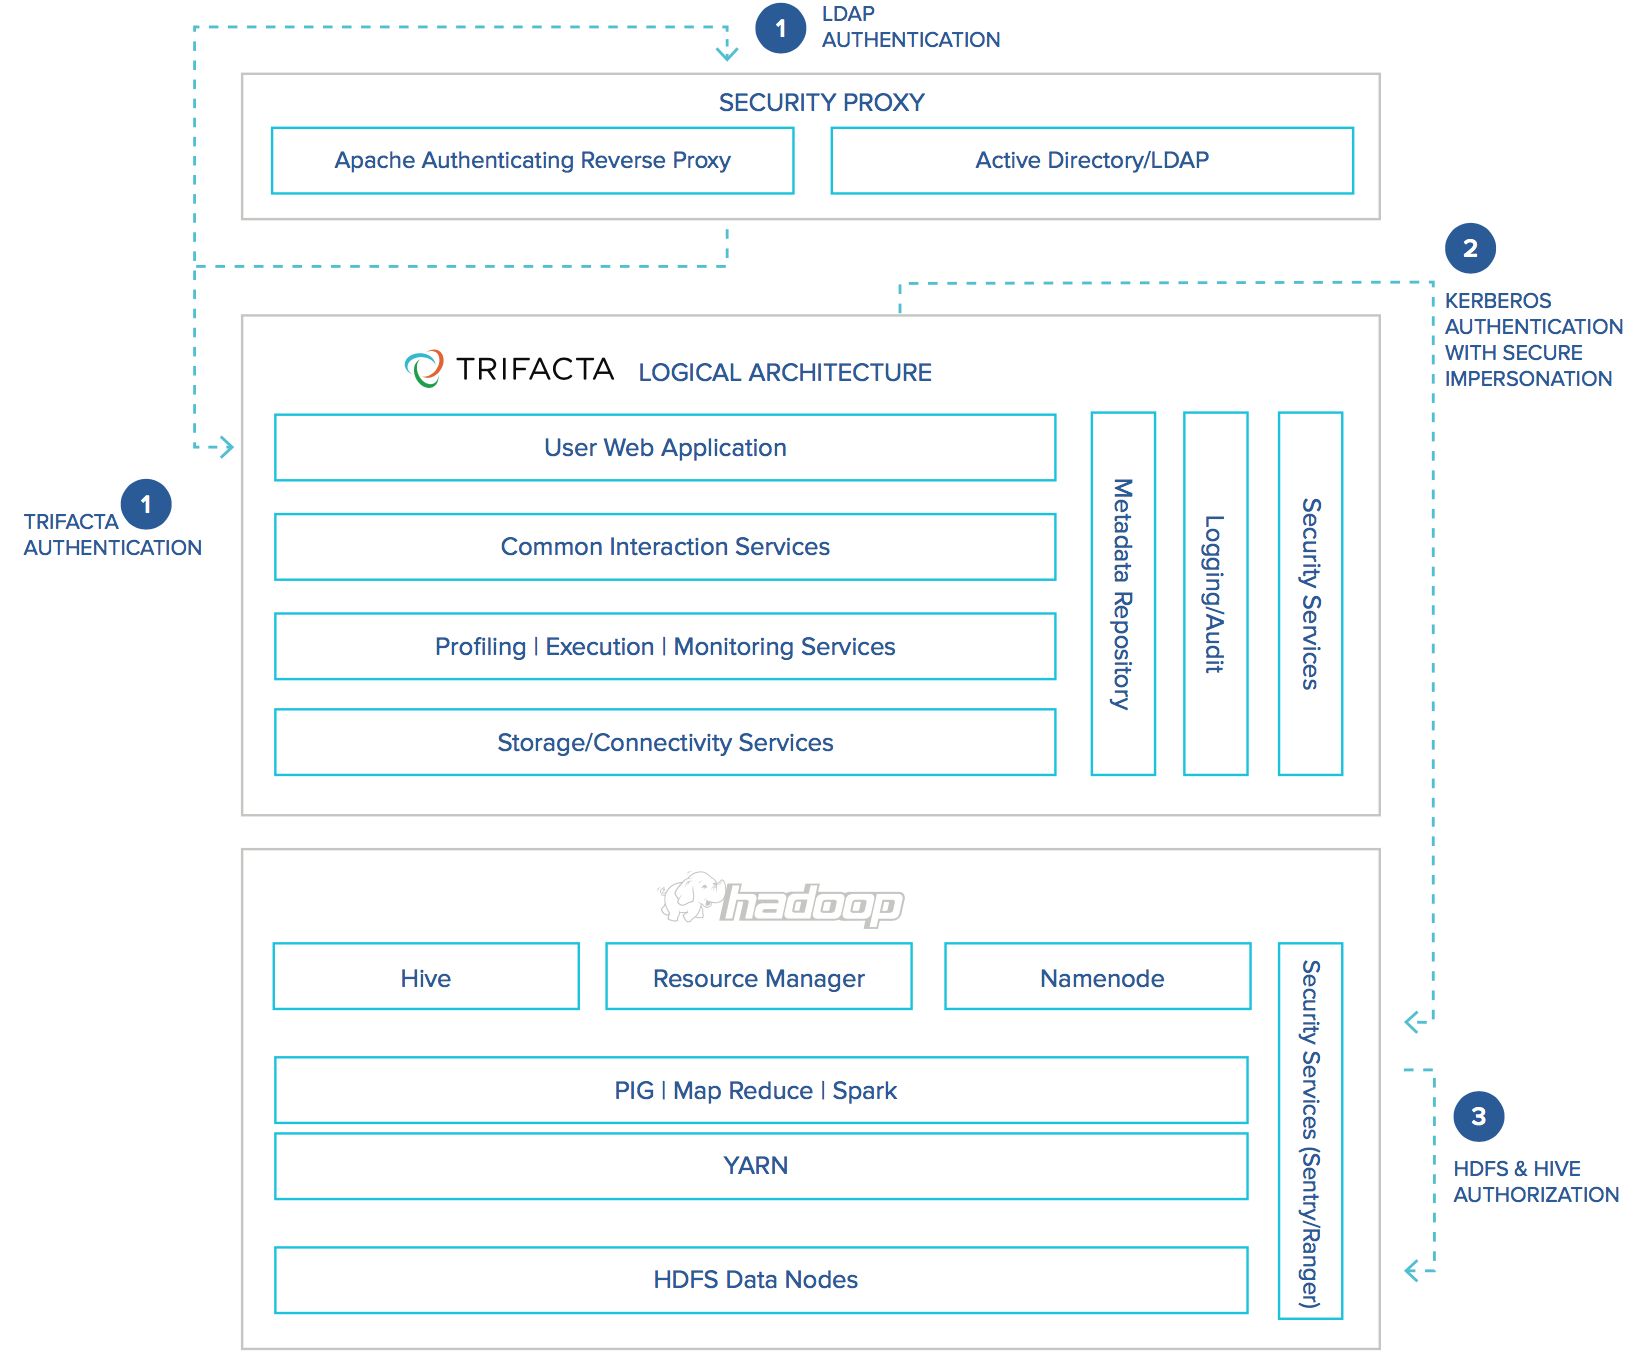 1
LDAP
AUTHENTICATION
SECURITY PROXY
Apache Authenticating Reverse Proxy
Active Directory/LDAP
2
KERBEROS
AUTHENTICATION
WITH SECURE
IMPERSONATION
TRIFACTA LOGICAL ARCHITECTURE
User Web Application
Common Interaction Services
Profiling | Execution | Monitoring Services
Storage/Connectivity Services
Metadata Repository
Logging/Audit
Security Services
1
TRIFACTA
AUTHENTICATION
hadoop
Hive
Resource Manager
Namenode
PIG | Map Reduce | Spark
YARN
HDFS Data Nodes
Security Services (Sentry/Ranger)
3
HDFS & HIVE
AUTHORIZATION